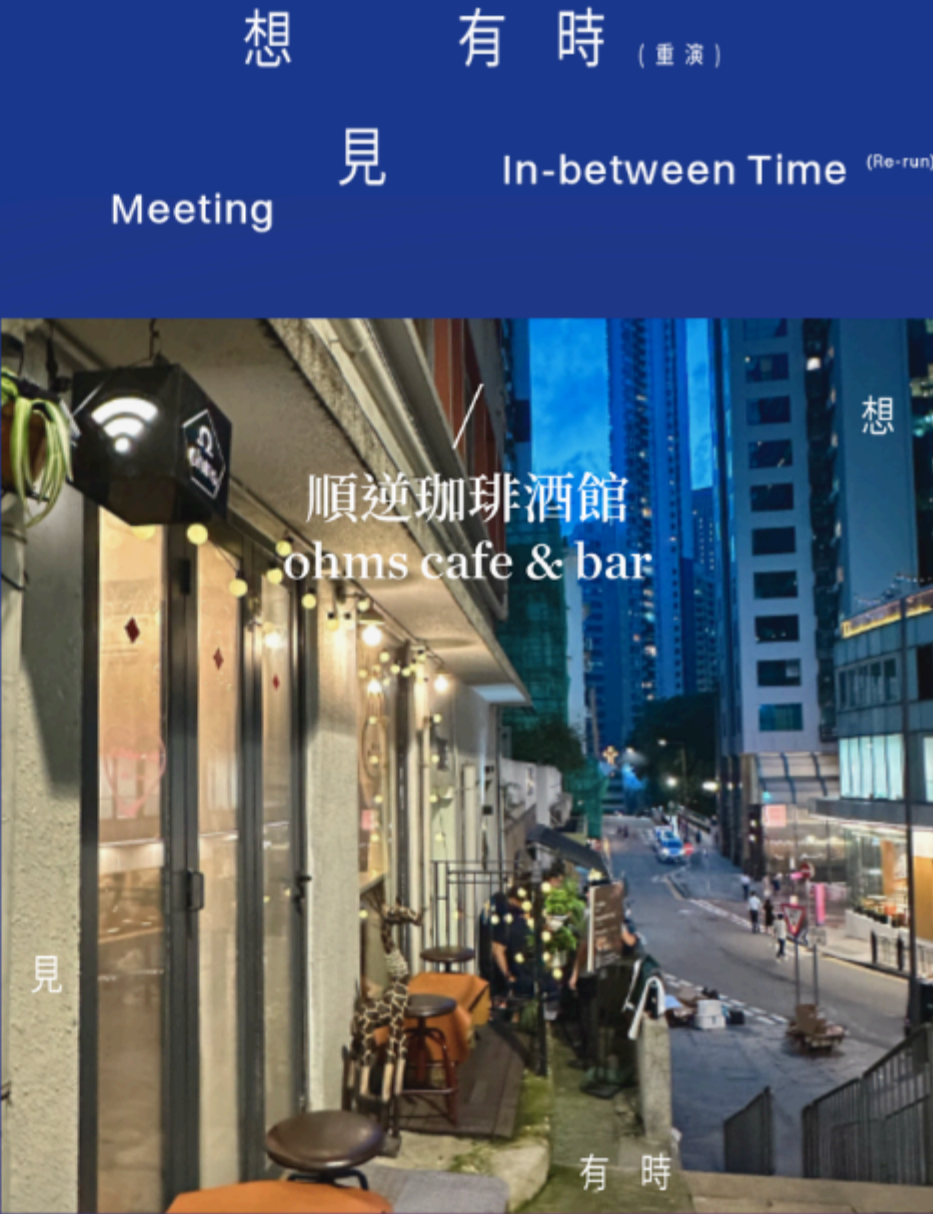 想 有 時 (重演)
見
In-between Time (Re-run)
Meeting
想
順逆珈琲酒館
ohms cafe & bar
Ω
ohms
見
有 時